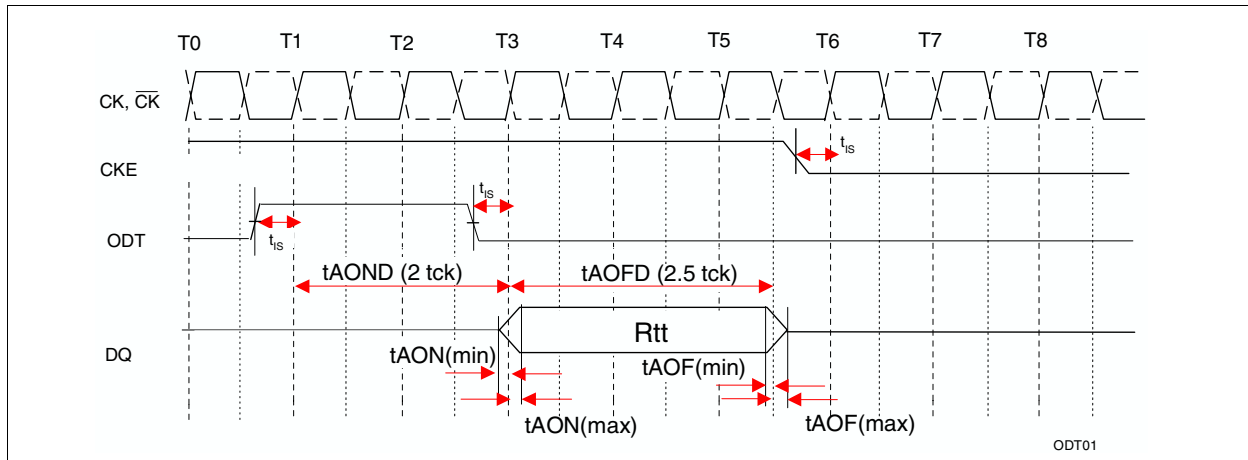 T0 T1 T2 T3 T4 T5 T6 T7 T8
CK, C̅K̅
CKE
tIS
tIS
ODT
tIS
tAOND (2 tck) tAOFD (2.5 tck)
Rtt
DQ
tAON(min) tAOF(min)
tAON(max) tAOF(max)
ODT01